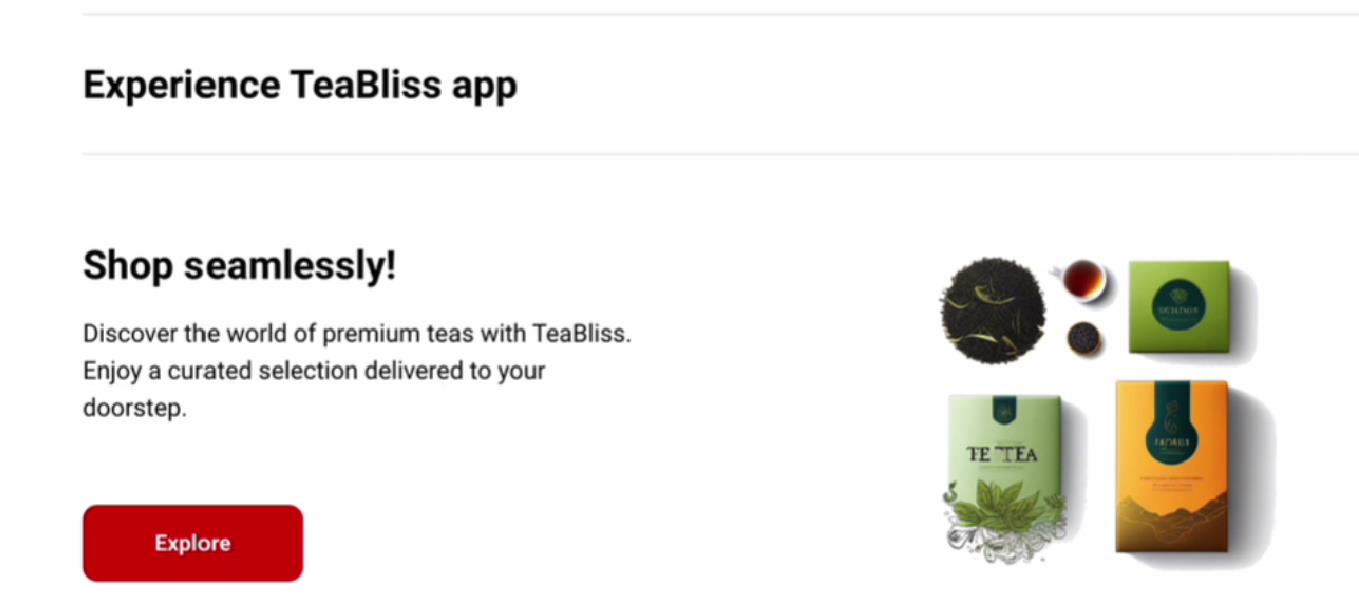 Experience TeaBliss app
Shop seamlessly!
Discover the world of premium teas with TeaBliss.
Enjoy a curated selection delivered to your
doorstep.
TE TEA
Explore